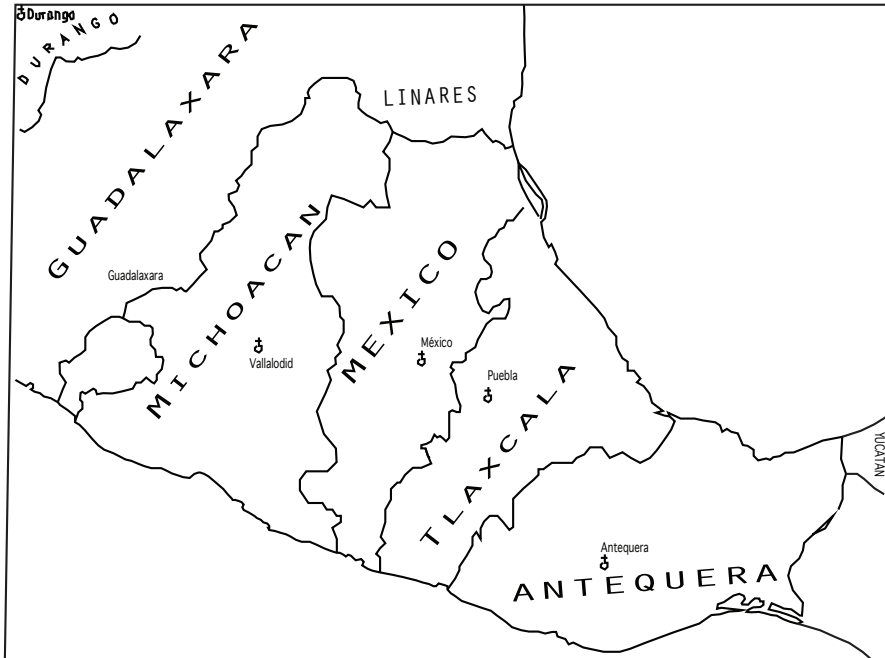 Durango
DURANGO
GUADALAXARA
LINARES
Guadalaxara
MICHOACAN
MEXICO
México
Vallalodid
Puebla
TLAXCALA
YUCATAN
Antequera
ANTEQUERA